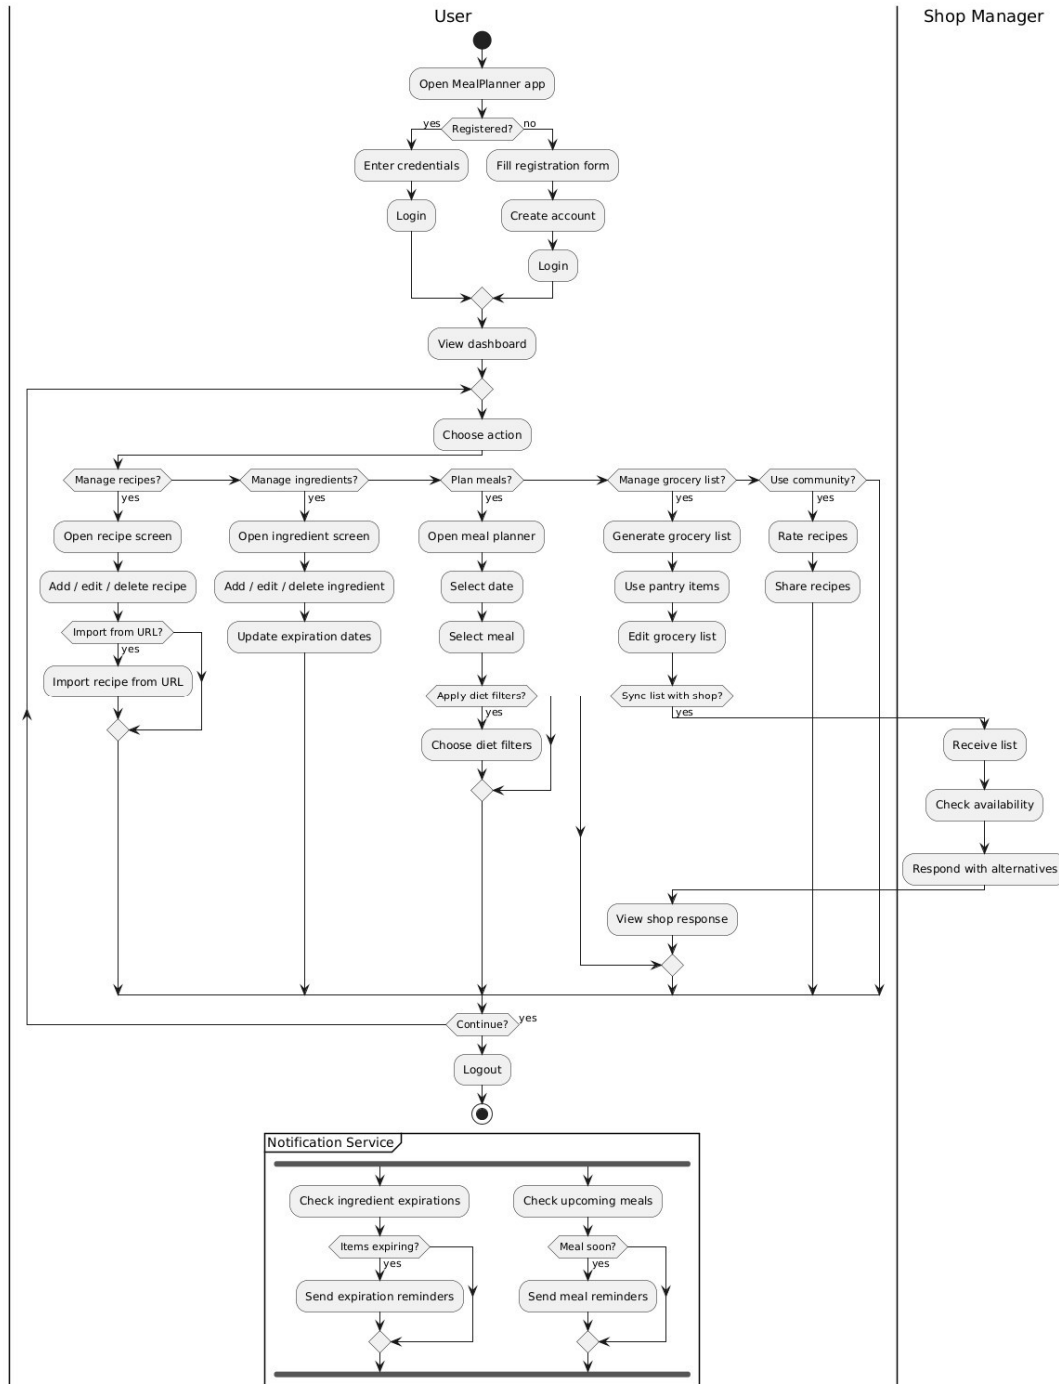 User
Shop Manager
Open MealPlanner app
Registered?
yes
no
Enter credentials
Fill registration form
Login
Create account
Login
View dashboard
Choose action
Manage recipes?
Manage ingredients?
Plan meals?
Manage grocery list?
Use community?
yes
yes
yes
yes
yes
Open recipe screen
Open ingredient screen
Open meal planner
Generate grocery list
Rate recipes
Add / edit / delete recipe
Add / edit / delete ingredient
Select date
Use pantry items
Share recipes
Import from URL?
yes
Update expiration dates
Select meal
Edit grocery list
Import recipe from URL
Apply diet filters?
yes
Sync list with shop?
yes
Choose diet filters
Receive list
Check availability
Respond with alternatives
View shop response
Continue?
yes
Logout
Notification Service
Check ingredient expirations
Check upcoming meals
Items expiring?
yes
Meal soon?
yes
Send expiration reminders
Send meal reminders